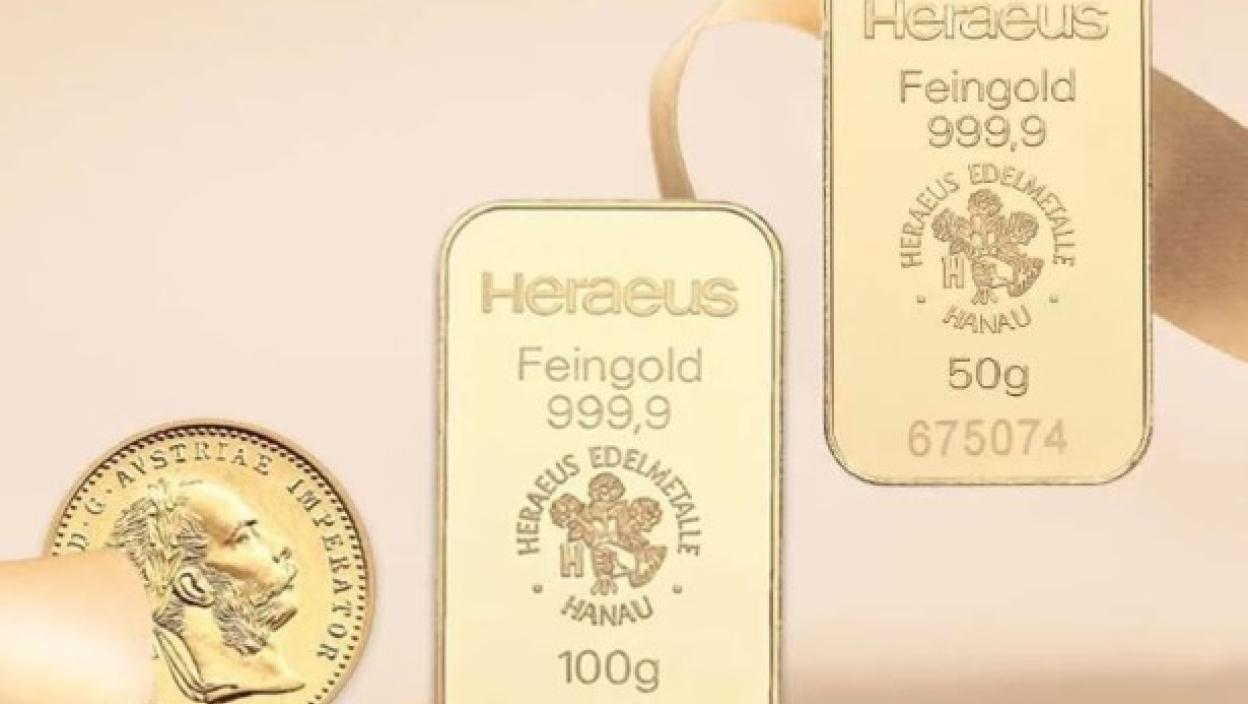 Heraeus
Feingold
999,9
HERAEUS EDELMETALLE
H
HANAU
50g
675074
Heraeus
Feingold
999,9
HERAEUS EDELMETALLE
H
HANAU
100g
D·G·AVSTRIAE IMPERATOR